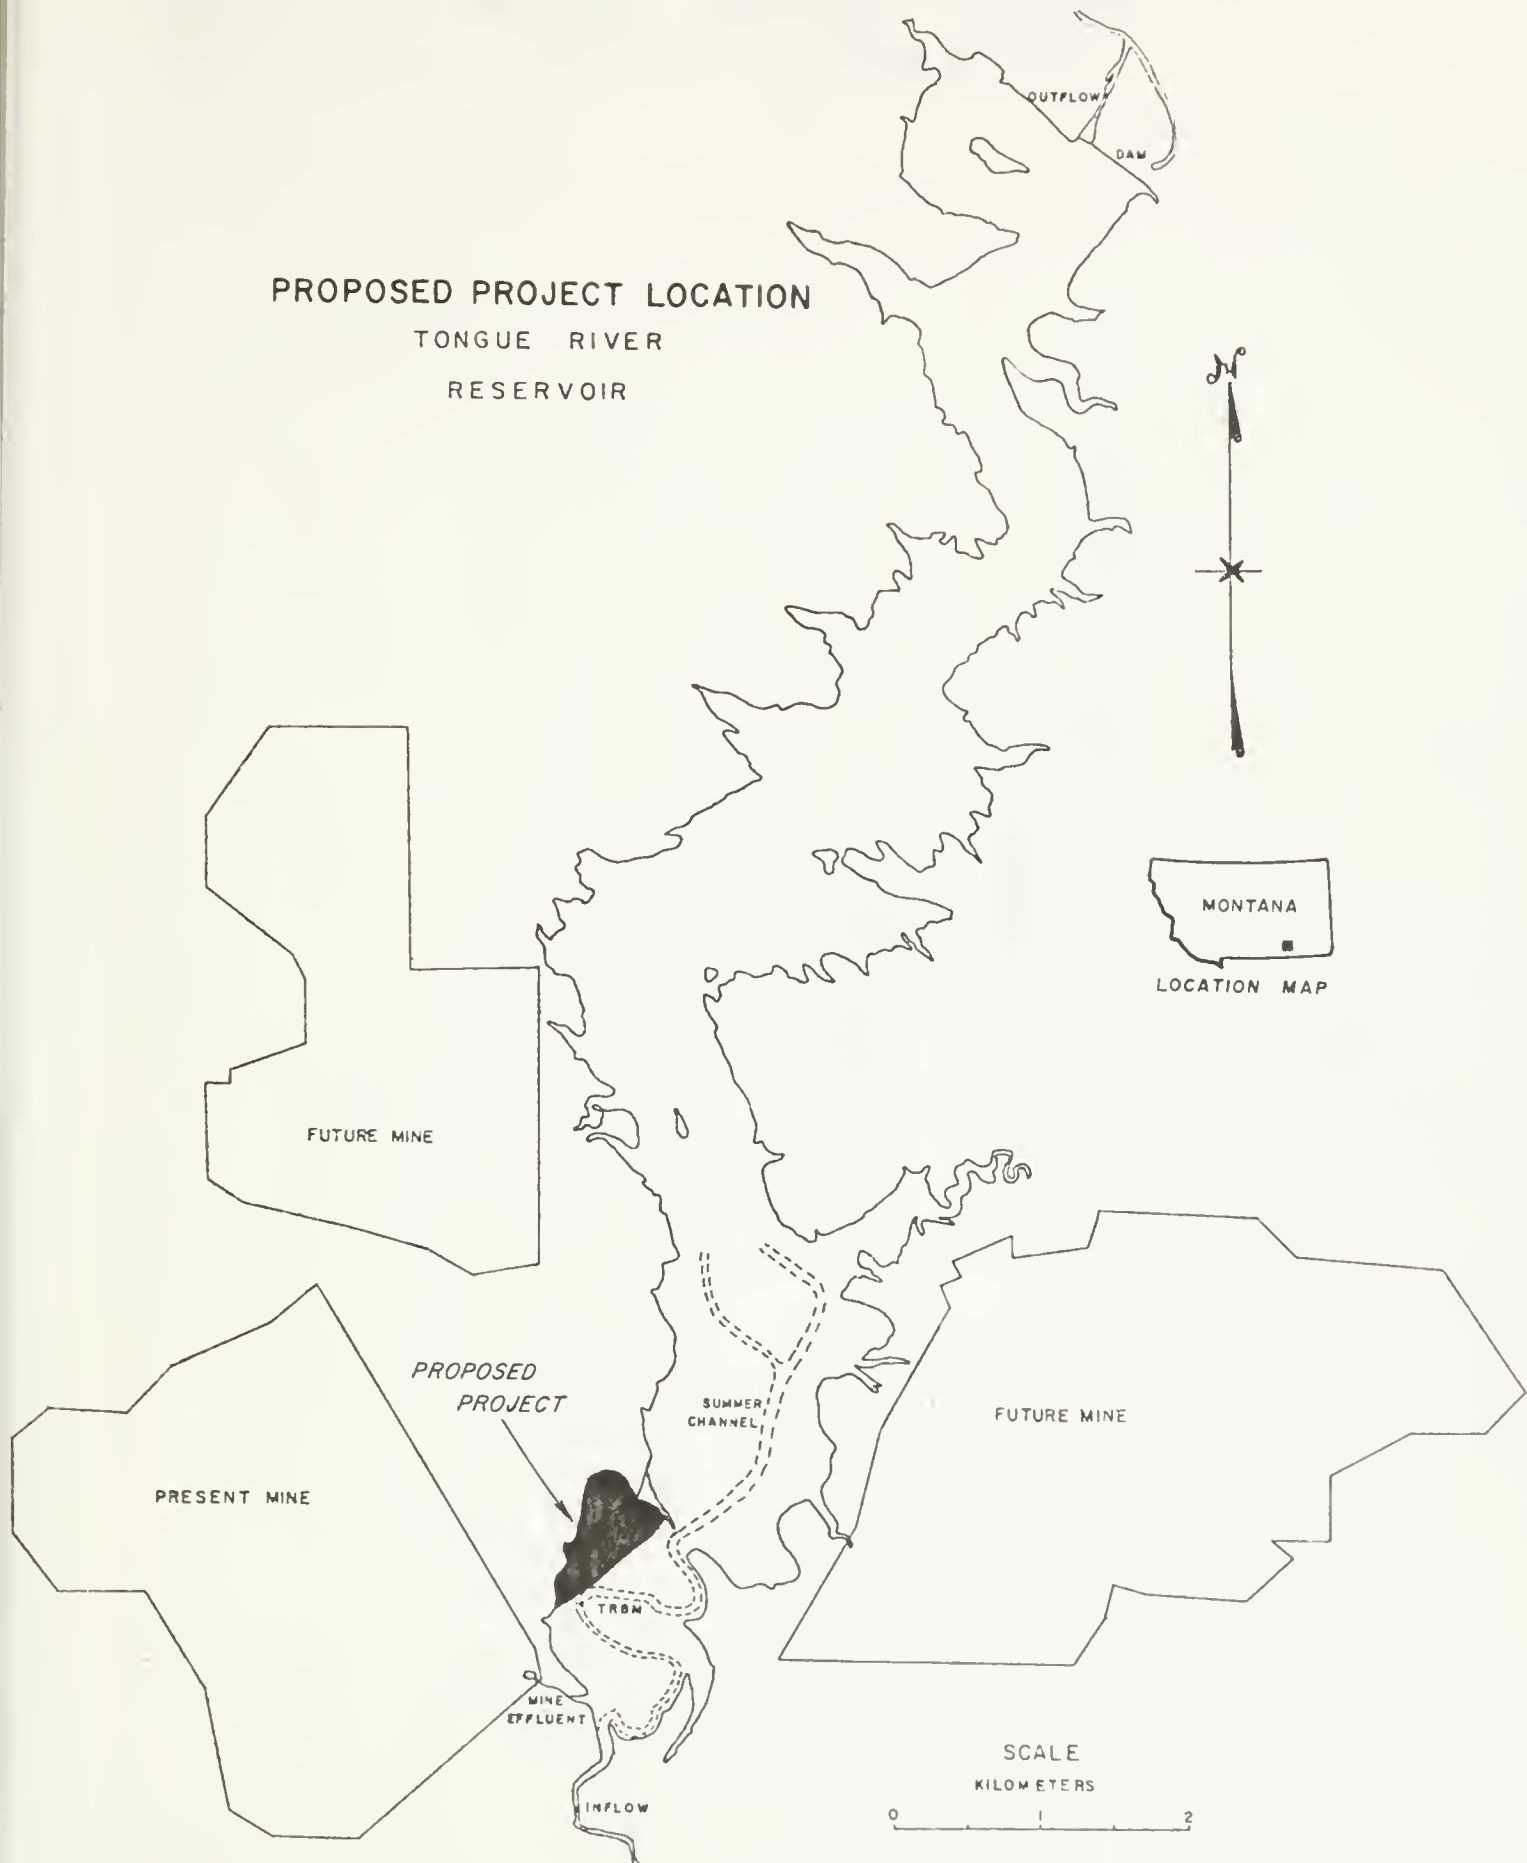 OUTFLOW
DAM
PROPOSED PROJECT LOCATION
TONGUE RIVER
RESERVOIR
N
MONTANA
LOCATION MAP
FUTURE MINE
PROPOSED
PROJECT
SUMMER
CHANNEL
FUTURE MINE
PRESENT MINE
TRBM
MINE
EFFLUENT
INFLOW
SCALE
KILOMETERS
0 1 2